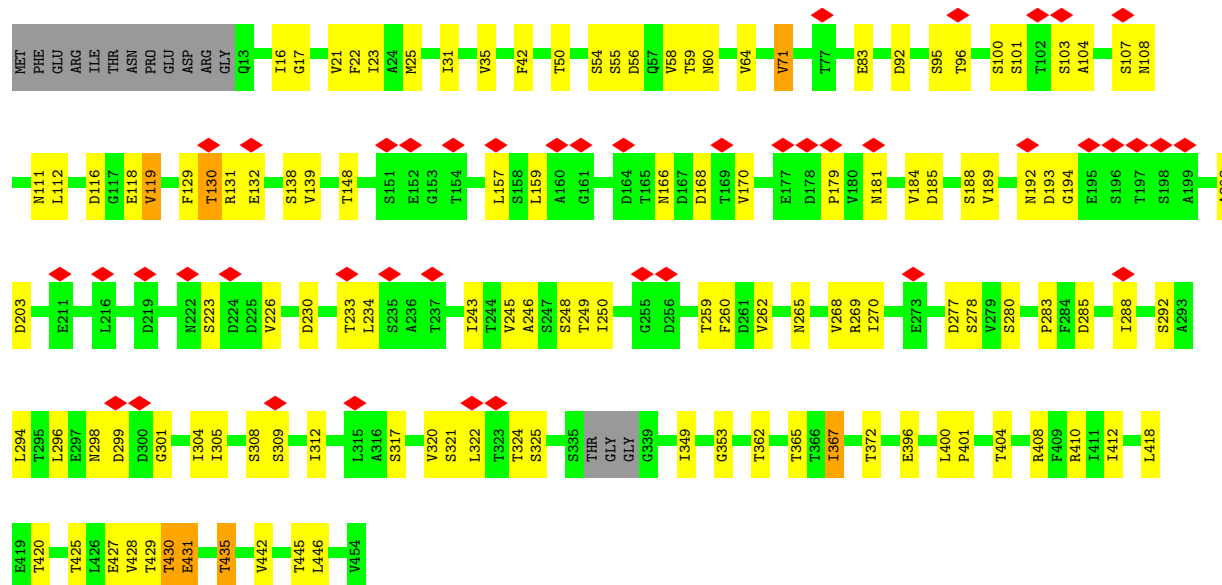 MET PHE GLU ARG ILE THR ASN PRO GLU ASP ARG GLY Q13 I16 G17 V21 F22 I23 A24 M25 I31 V35 F42 T50 S54 S55 D56 Q57 V58 T59 N60 V64 V71 T77 E83 D92 S95 T96 S100 S101 T102 S103 A104 S107 N108
N111 L112 D116 G117 E118 V119 F129 T130 R131 E132 S138 V139 T148 S151 E152 G153 T154 L157 S158 L159 A160 G161 D164 T165 N166 D167 D168 T169 V170 E177 D178 P179 V180 N181 V184 D185 S188 V189 N192 D193 G194 E195 S196 T197 S198 A199
D203 E211 L216 D219 N222 S223 D224 D225 V226 D230 T233 L234 S235 A236 T237 I243 T244 V245 A246 S247 S248 T249 I250 G255 D256 T259 F260 D261 V262 N265 V268 R269 I270 E273 D277 S278 V279 S280 P283 F284 D285 I288 S292 A293
L294 T295 L296 E297 N298 D299 D300 G301 I304 I305 S308 S309 I312 L315 A316 S317 V320 S321 L322 T323 T324 S325 S335 THR GLY GLY G339 I349 G353 T362 T365 T366 I367 T372 E396 L400 P401 T404 R408 F409 R410 I411 I412 L418
E419 T420 T425 L426 E427 V428 T429 T430 E431 T435 V442 T445 L446 V454